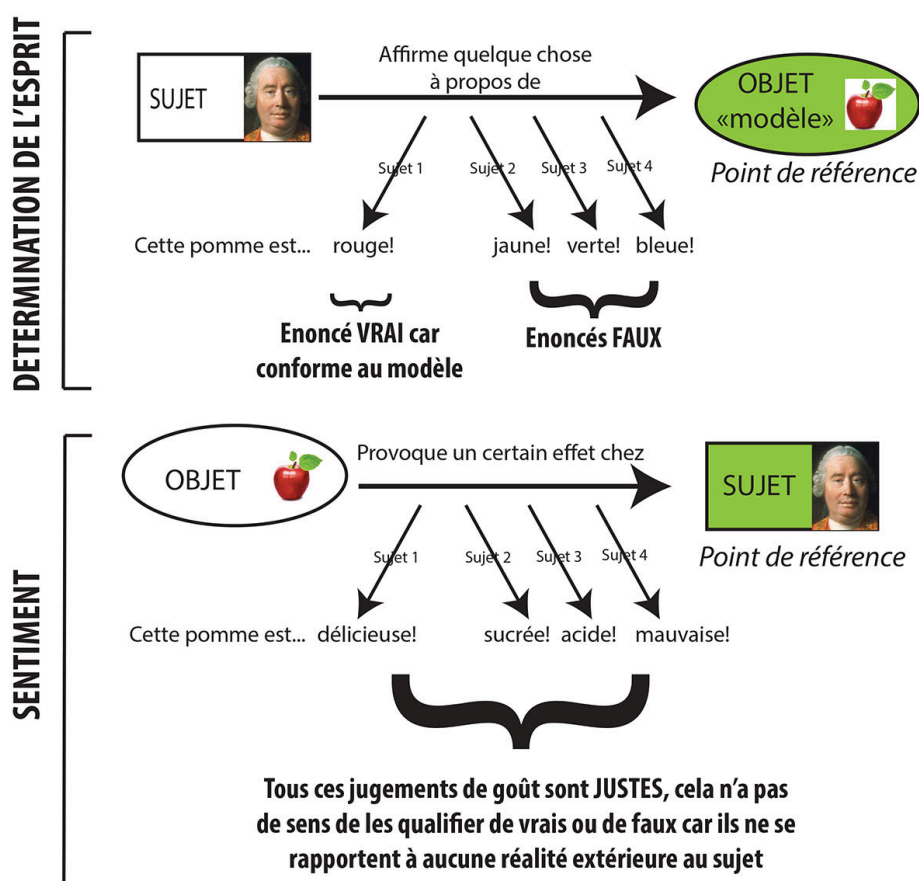 DETERMINATION DE L'ESPRIT
SUJET
Affirme quelque chose
à propos de
OBJET
«modèle»
Point de référence
Sujet 1
Sujet 2
Sujet 3
Sujet 4
Cette pomme est... rouge! jaune! verte! bleue!
Enoncé VRAI car
conforme au modèle
Enoncés FAUX
SENTIMENT
OBJET
Provoque un certain effet chez
SUJET
Point de référence
Sujet 1
Sujet 2
Sujet 3
Sujet 4
Cette pomme est... délicieuse! sucrée! acide! mauvaise!
Tous ces jugements de goût sont JUSTES, cela n'a pas
de sens de les qualifier de vrais ou de faux car ils ne se
rapportent à aucune réalité extérieure au sujet